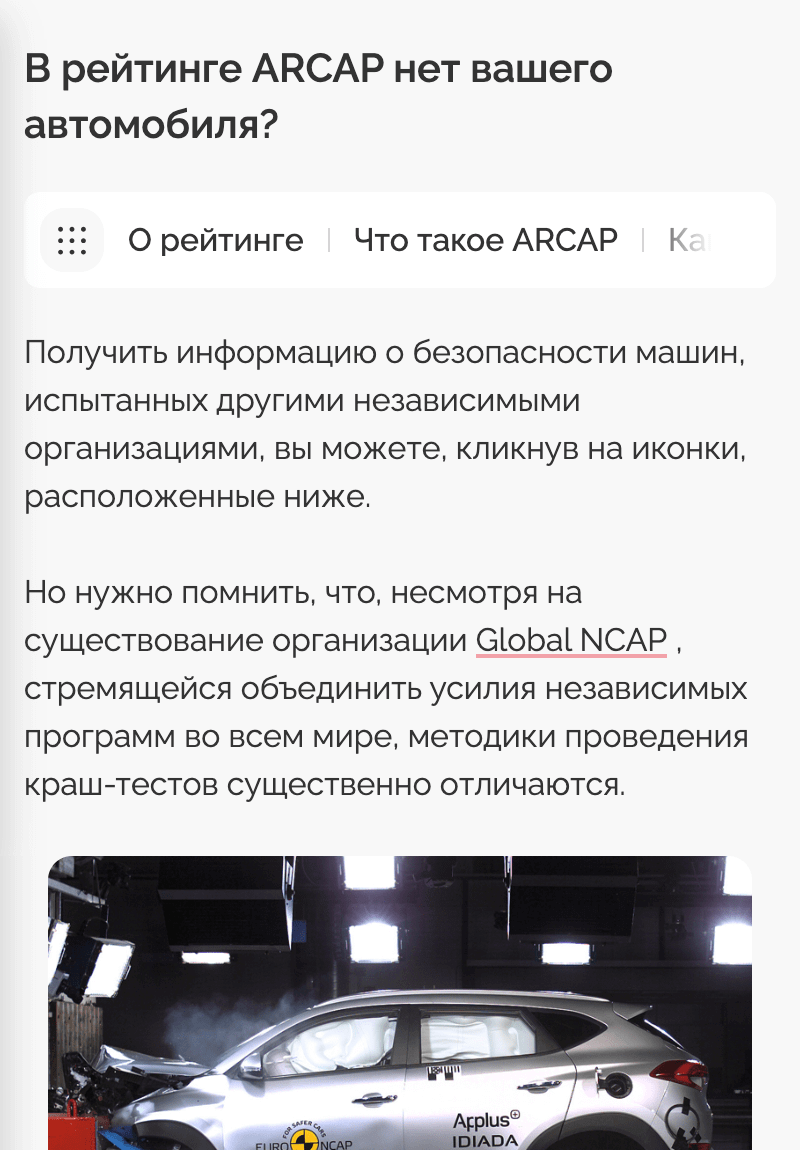 В рейтинге ARCAP нет вашего
автомобиля?
О рейтинге
Что такое ARCAP
Ка
Получить информацию о безопасности машин,
испытанных другими независимыми
организациями, вы можете, кликнув на иконки,
расположенные ниже.
Но нужно помнить, что, несмотря на
существование организации Global NCAP ,
стремящейся объединить усилия независимых
программ во всем мире, методики проведения
краш-тестов существенно отличаются.
FOR SAFER CARS
EURO NCAP
Applus+
IDIADA